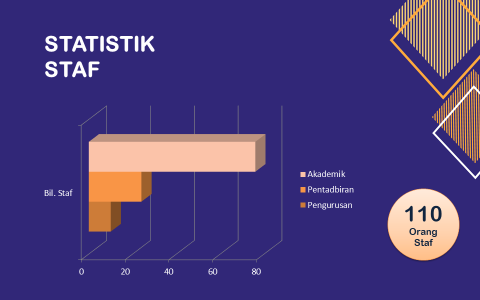 STATISTIK
STAF
Bil. Staf
0 20 40 60 80
Akademik
Pentadbiran
Pengurusan
110
Orang
Staf